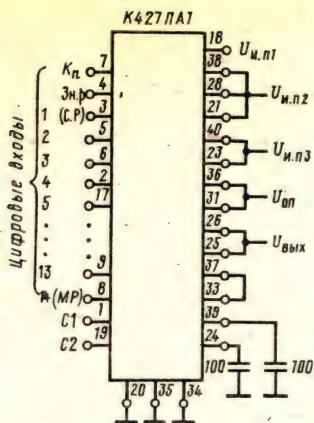 К427ПА1
Цифровые входы
Кп 7
Зн.р 4
1 (С.Р) 3
2 5
3 6
4 2
5 17
13 9
14 (МР) 8
С1 1
С2 19
18 Uи.п1
38
28 Uи.п2
21
40
23 Uи.п3
36
31 Uоп
26
25 Uвых
37
33
39
24
100 100
20 35 34